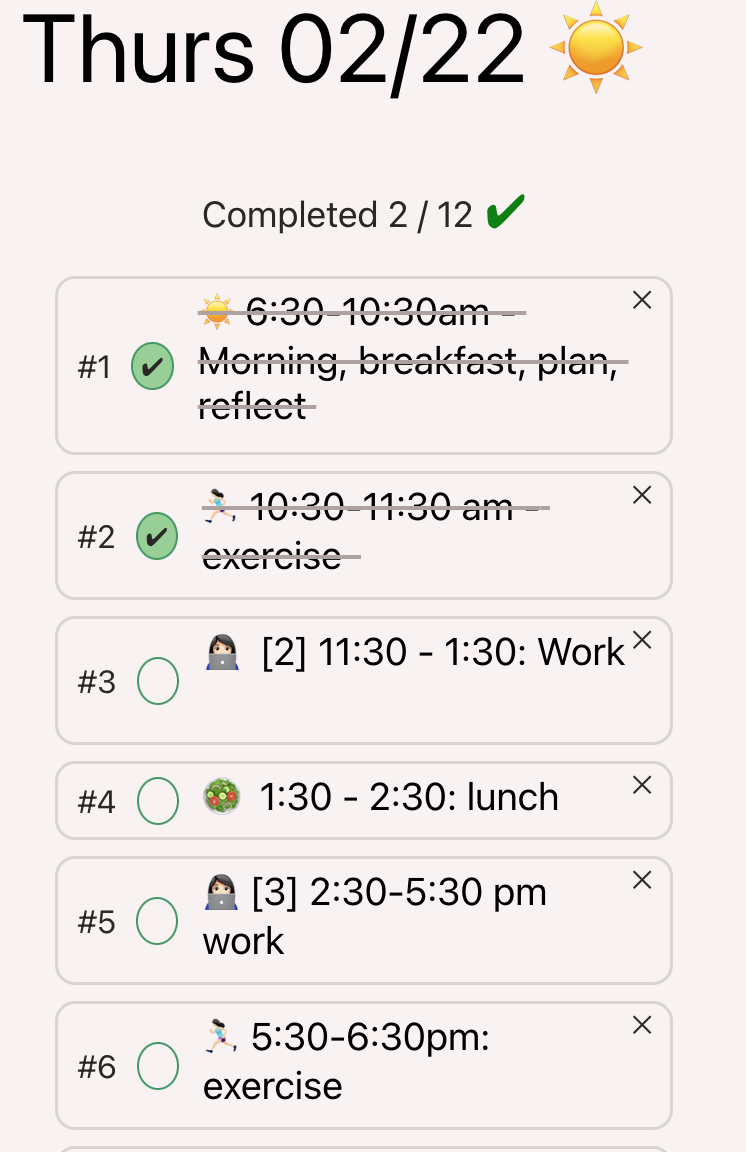 Thurs 02/22 ☀️
Completed 2 / 12 ✔
☀️ 6:30-10:30am -
#1 ✔ Morning, breakfast, plan,
reflect
🏃🏻‍♀️ 10:30-11:30 am -
#2 ✔ exercise
#3 👩🏻‍💻 [2] 11:30 - 1:30: Work
#4 🥗 1:30 - 2:30: lunch
#5 👩🏻‍💻 [3] 2:30-5:30 pm
work
#6 🏃🏻‍♀️ 5:30-6:30pm:
exercise